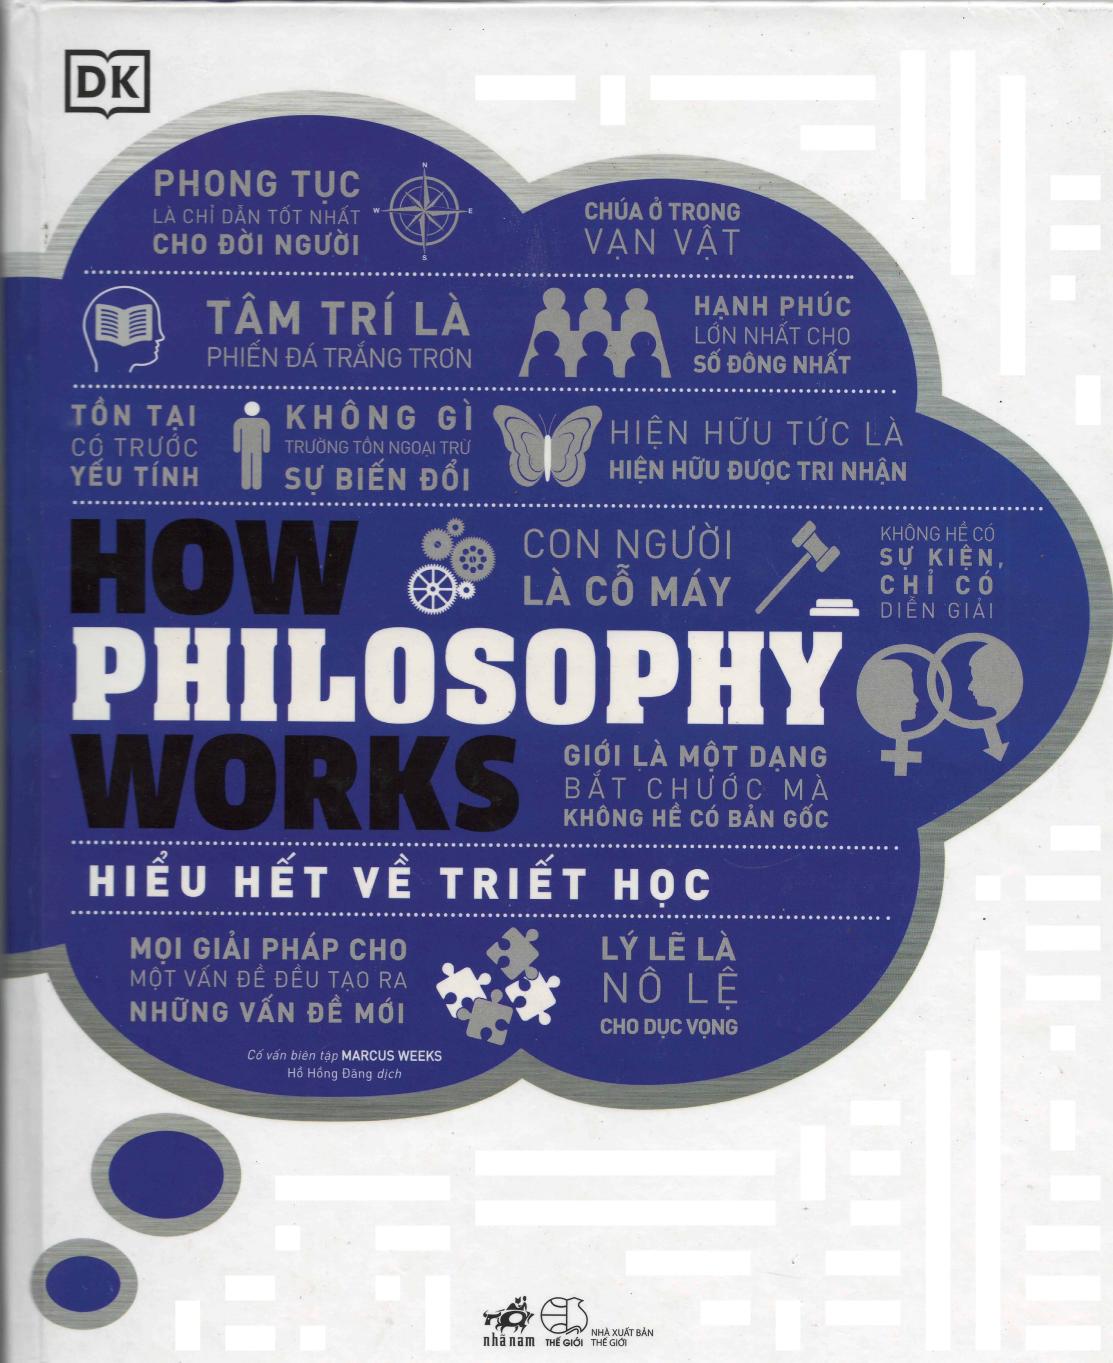 DK
PHONG TỤC
LÀ CHỈ DẪN TỐT NHẤT
CHO ĐỜI NGƯỜI
N
W
E
S
CHÚA Ở TRONG
VẠN VẬT
TÂM TRÍ LÀ
PHIẾN ĐÁ TRẮNG TRƠN
HẠNH PHÚC
LỚN NHẤT CHO
SỐ ĐÔNG NHẤT
TỒN TẠI
CÓ TRƯỚC
YẾU TÍNH
KHÔNG GÌ
TRƯỜNG TỒN NGOẠI TRỪ
SỰ BIẾN ĐỔI
HIỆN HỮU TỨC LÀ
HIỆN HỮU ĐƯỢC TRI NHẬN
CON NGƯỜI
LÀ CỖ MÁY
KHÔNG HỀ CÓ
SỰ KIỆN,
CHỈ CÓ
DIỄN GIẢI
HOW
PHILOSOPHY
WORKS
GIỚI LÀ MỘT DẠNG
BẮT CHƯỚC MÀ
KHÔNG HỀ CÓ BẢN GỐC
HIỂU HẾT VỀ TRIẾT HỌC
MỌI GIẢI PHÁP CHO
MỘT VẤN ĐỀ ĐỀU TẠO RA
NHỮNG VẤN ĐỀ MỚI
LÝ LẼ LÀ
NÔ LỆ
CHO DỤC VỌNG
Cố vấn biên tập MARCUS WEEKS
Hồ Hồng Đăng dịch
nhã nam
THẾ GIỚI
NHÀ XUẤT BẢN
THẾ GIỚI